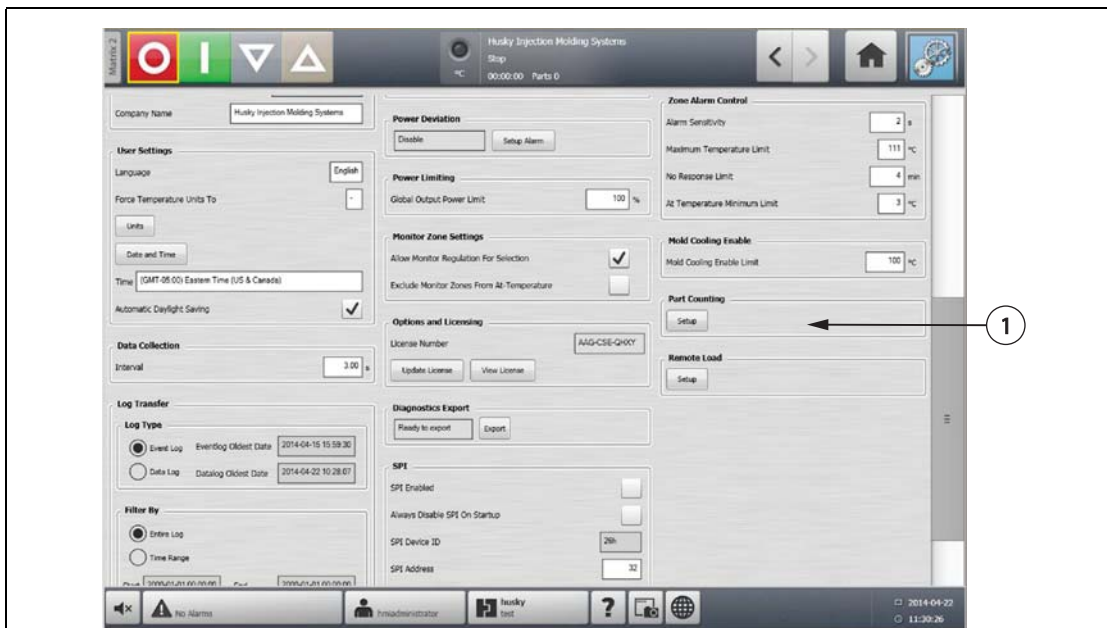 Matrix 2
Husky Injection Molding Systems
Stop
°C
00:00:00 Parts 0
Company Name
Husky Injection Molding Systems
User Settings
Language
English
Force Temperature Units To
-
Units
Date and Time
Time
(GMT-05:00) Eastern Time (US & Canada)
Automatic Daylight Saving
Data Collection
Interval
3.00 s
Log Transfer
Log Type
Event Log
Eventlog Oldest Date
2014-04-15 15:59:30
Data Log
Datalog Oldest Date
2014-04-22 10:28:07
Filter By
Entire Log
Time Range
Power Deviation
Disable
Setup Alarm
Power Limiting
Global Output Power Limit
100 %
Monitor Zone Settings
Allow Monitor Regulation For Selection
Exclude Monitor Zones From At-Temperature
Options and Licensing
License Number
AAG-CSE-QHXY
Update License
View License
Diagnostics Export
Ready to export
Export
SPI
SPI Enabled
Always Disable SPI On Startup
SPI Device ID
26h
SPI Address
32
Zone Alarm Control
Alarm Sensitivity
2 s
Maximum Temperature Limit
111 °C
No Response Limit
4 min
At Temperature Minimum Limit
3 °C
Mold Cooling Enable
Mold Cooling Enable Limit
100 °C
Part Counting
Setup
1
Remote Load
Setup
No Alarms
hmiadministrator
husky
test
?
2014-04-22
11:30:26